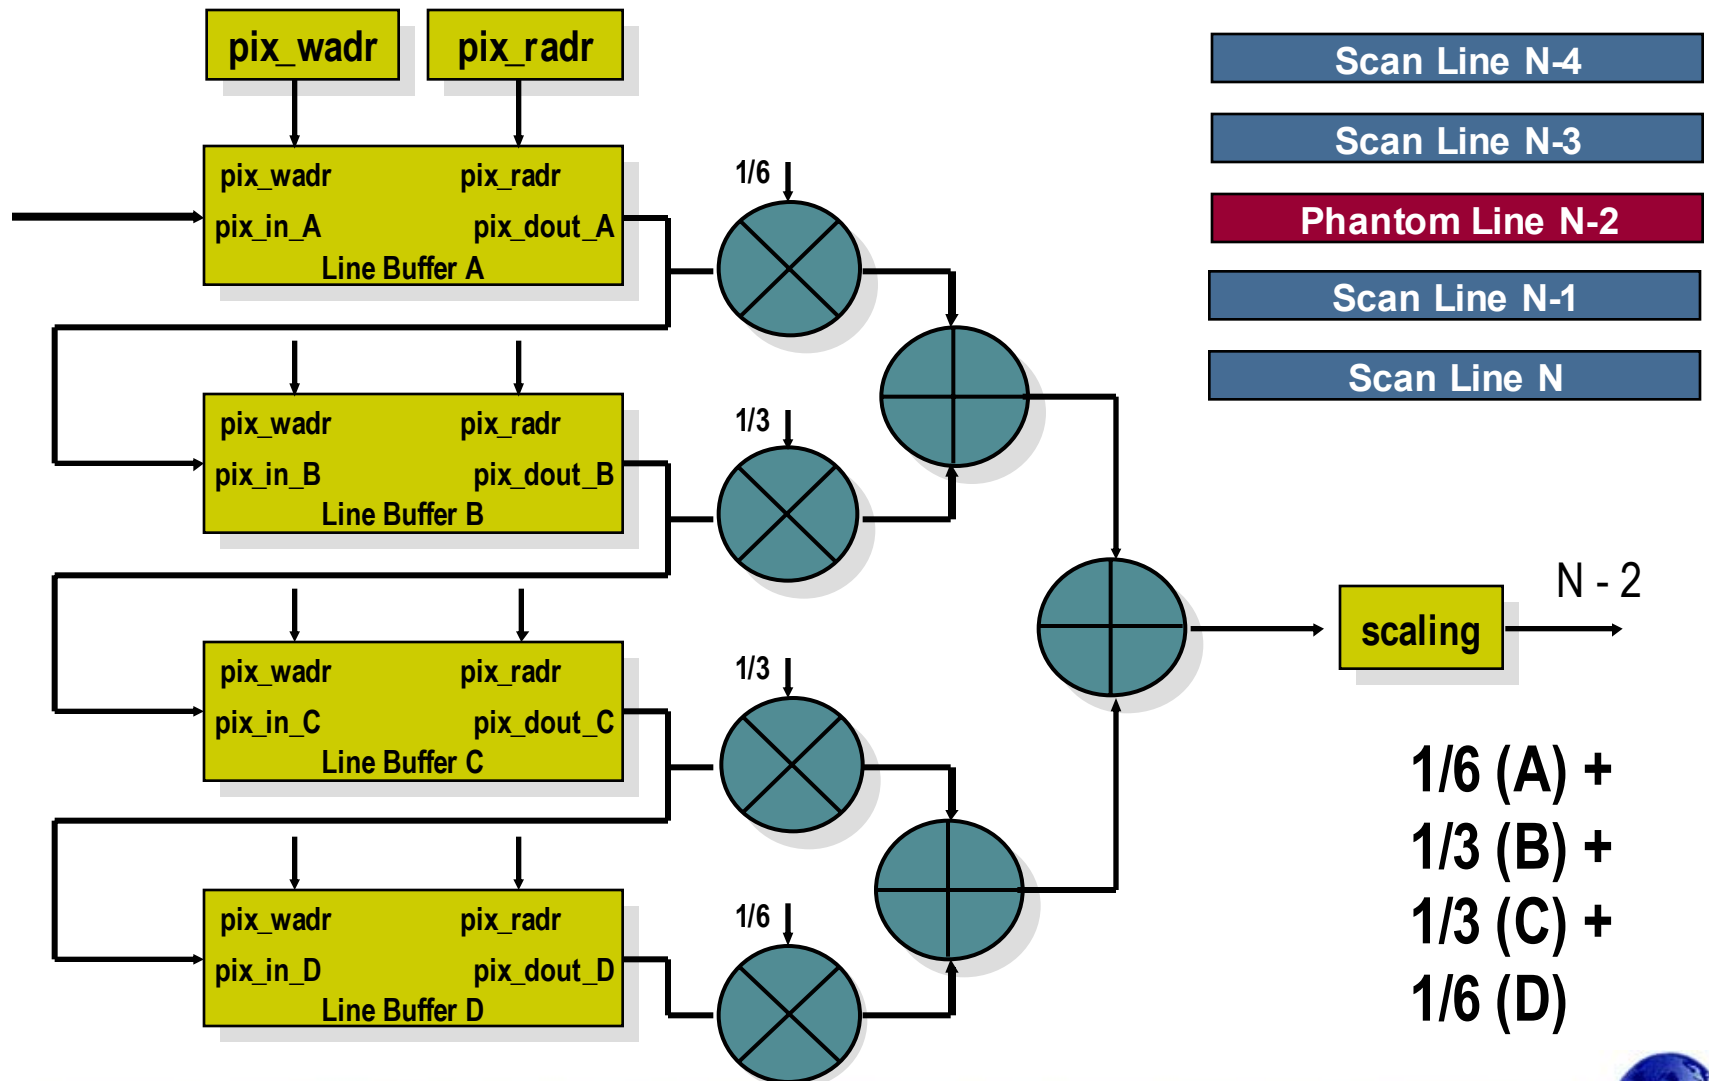 pix_wadr
pix_radr
pix_wadr
pix_radr
pix_in_A
pix_dout_A
Line Buffer A
1/6
pix_wadr
pix_radr
pix_in_B
pix_dout_B
Line Buffer B
1/3
pix_wadr
pix_radr
pix_in_C
pix_dout_C
Line Buffer C
1/3
pix_wadr
pix_radr
pix_in_D
pix_dout_D
Line Buffer D
1/6
Scan Line N-4
Scan Line N-3
Phantom Line N-2
Scan Line N-1
Scan Line N
scaling
N - 2
1/6 (A) +
1/3 (B) +
1/3 (C) +
1/6 (D)